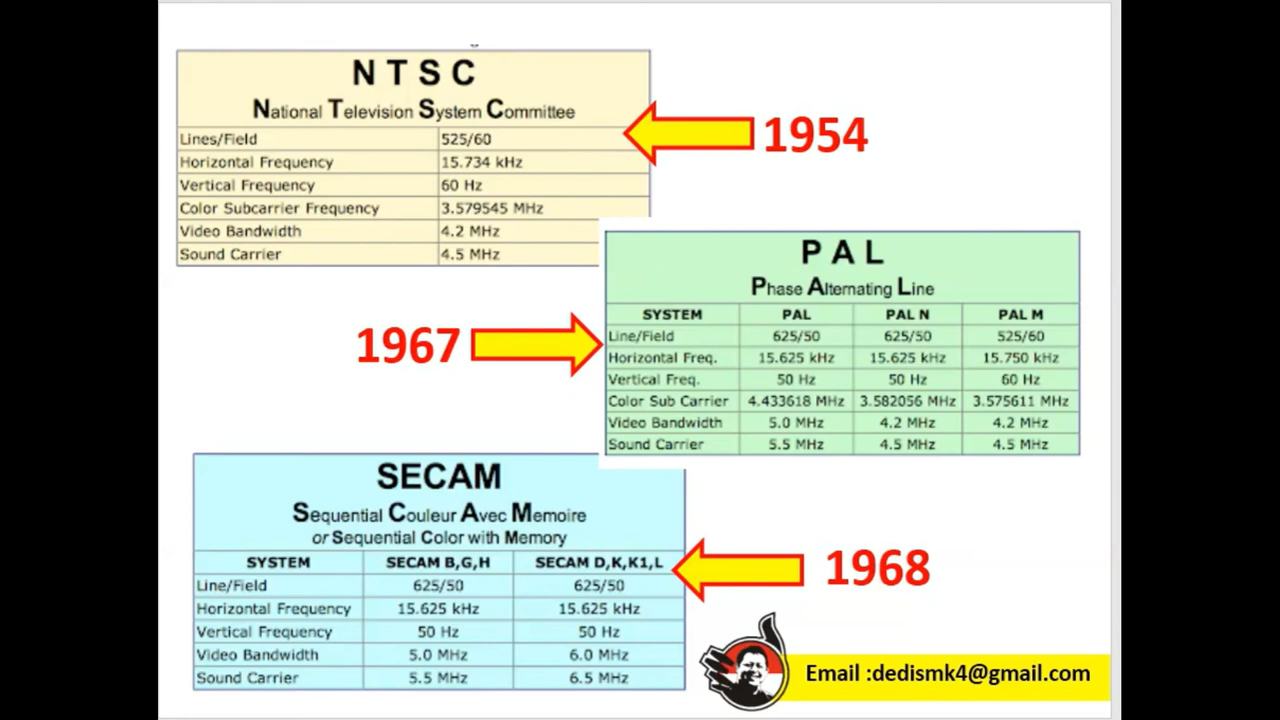 N T S C
National Television System Committee
Lines/Field 525/60
Horizontal Frequency 15.734 kHz
Vertical Frequency 60 Hz
Color Subcarrier Frequency 3.579545 MHz
Video Bandwidth 4.2 MHz
Sound Carrier 4.5 MHz
1954
P A L
Phase Alternating Line
SYSTEM PAL PAL N PAL M
Line/Field 625/50 625/50 525/60
Horizontal Freq. 15.625 kHz 15.625 kHz 15.750 kHz
Vertical Freq. 50 Hz 50 Hz 60 Hz
Color Sub Carrier 4.433618 MHz 3.582056 MHz 3.575611 MHz
Video Bandwidth 5.0 MHz 4.2 MHz 4.2 MHz
Sound Carrier 5.5 MHz 4.5 MHz 4.5 MHz
1967
SECAM
Sequential Couleur Avec Memoire
or Sequential Color with Memory
SYSTEM SECAM B,G,H SECAM D,K,K1,L
Line/Field 625/50 625/50
Horizontal Frequency 15.625 kHz 15.625 kHz
Vertical Frequency 50 Hz 50 Hz
Video Bandwidth 5.0 MHz 6.0 MHz
Sound Carrier 5.5 MHz 6.5 MHz
1968
Email :dedismk4@gmail.com